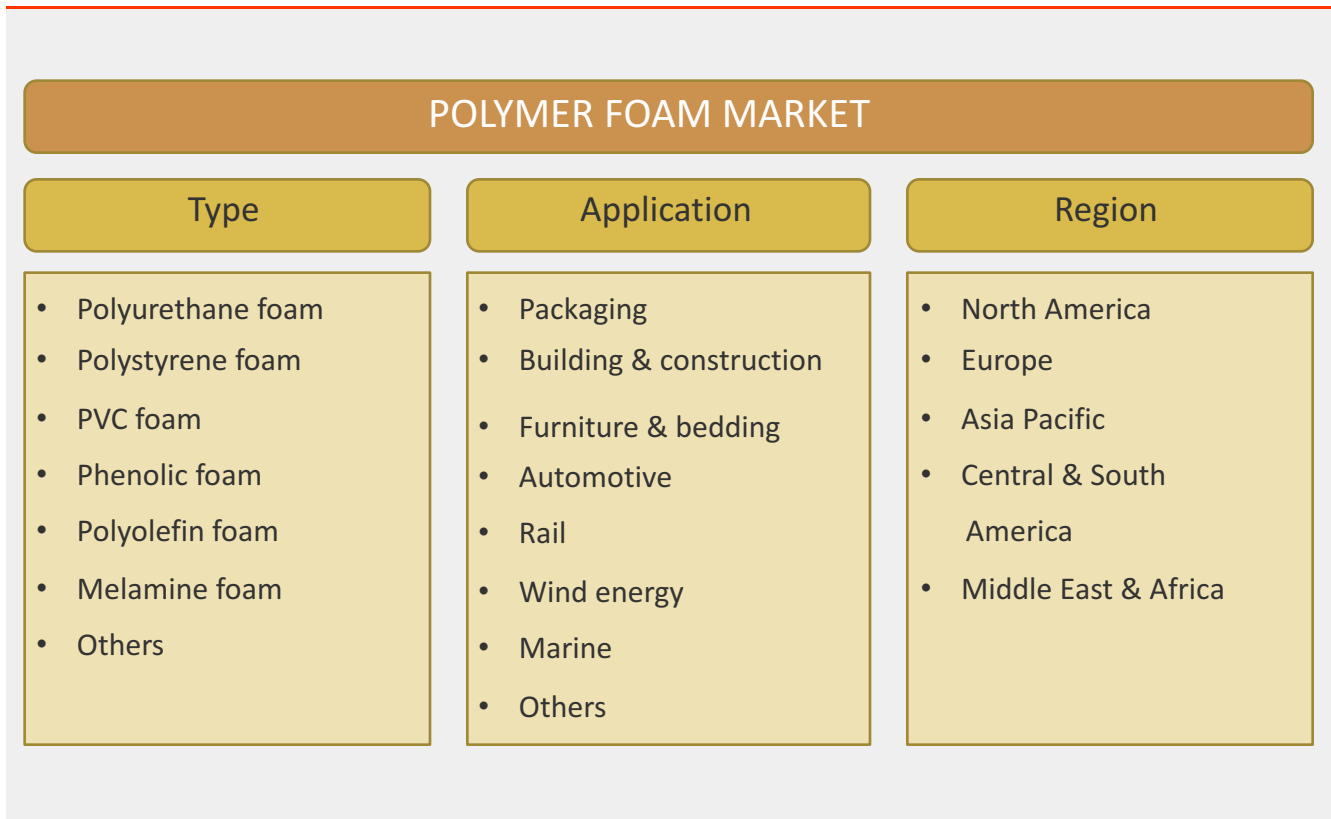 POLYMER FOAM MARKET
Type
• Polyurethane foam
• Polystyrene foam
• PVC foam
• Phenolic foam
• Polyolefin foam
• Melamine foam
• Others
Application
• Packaging
• Building & construction
• Furniture & bedding
• Automotive
• Rail
• Wind energy
• Marine
• Others
Region
• North America
• Europe
• Asia Pacific
• Central & South
America
• Middle East & Africa